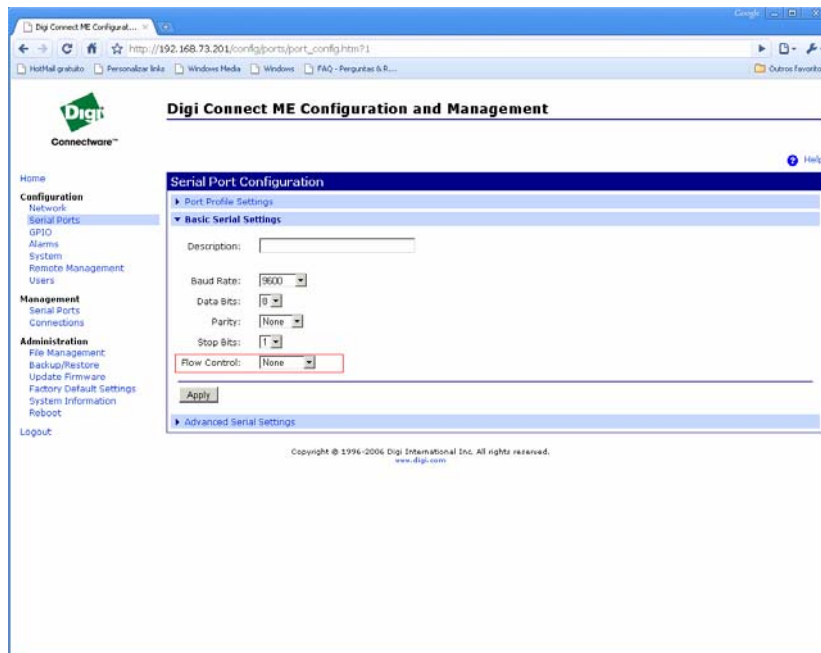 Google
Digi Connect ME Configurat...
http://192.168.73.201/config/ports/port_config.htm?1
HotMail gratuito
Personalizar links
Windows Media
Windows
FAQ - Perguntas & R...
Outros favorito
Digi
Connectware™
Digi Connect ME Configuration and Management
Help
Home
Configuration
Network
Serial Ports
GPIO
Alarms
System
Remote Management
Users
Management
Serial Ports
Connections
Administration
File Management
Backup/Restore
Update Firmware
Factory Default Settings
System Information
Reboot
Logout
Serial Port Configuration
Port Profile Settings
Basic Serial Settings
Description:
Baud Rate: 9600
Data Bits: 8
Parity: None
Stop Bits: 1
Flow Control: None
Apply
Advanced Serial Settings
Copyright © 1996-2006 Digi International Inc. All rights reserved.
www.digi.com